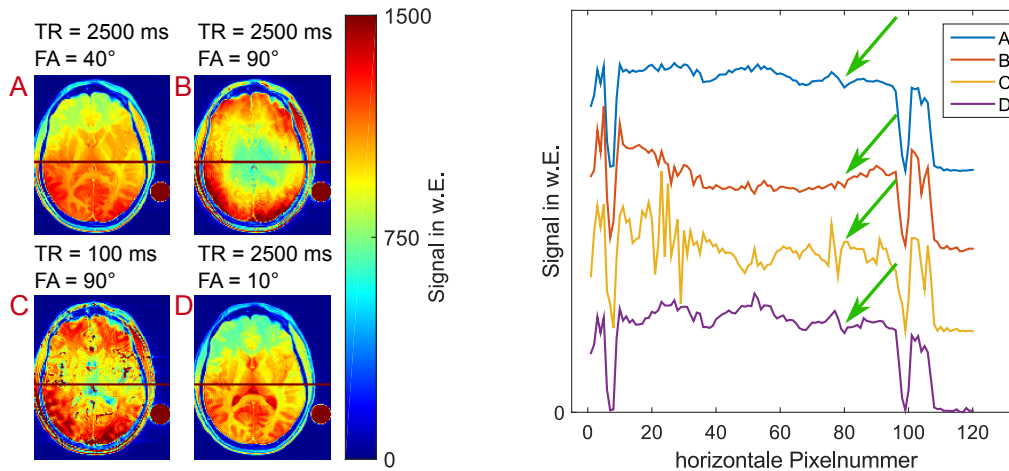 TR = 2500 ms
FA = 40°
A
TR = 2500 ms
FA = 90°
B
TR = 100 ms
FA = 90°
C
TR = 2500 ms
FA = 10°
D
1500
750
0
Signal in w.E.
Signal in w.E.
0
0
20
40
60
80
100
120
horizontale Pixelnummer
A
B
C
D